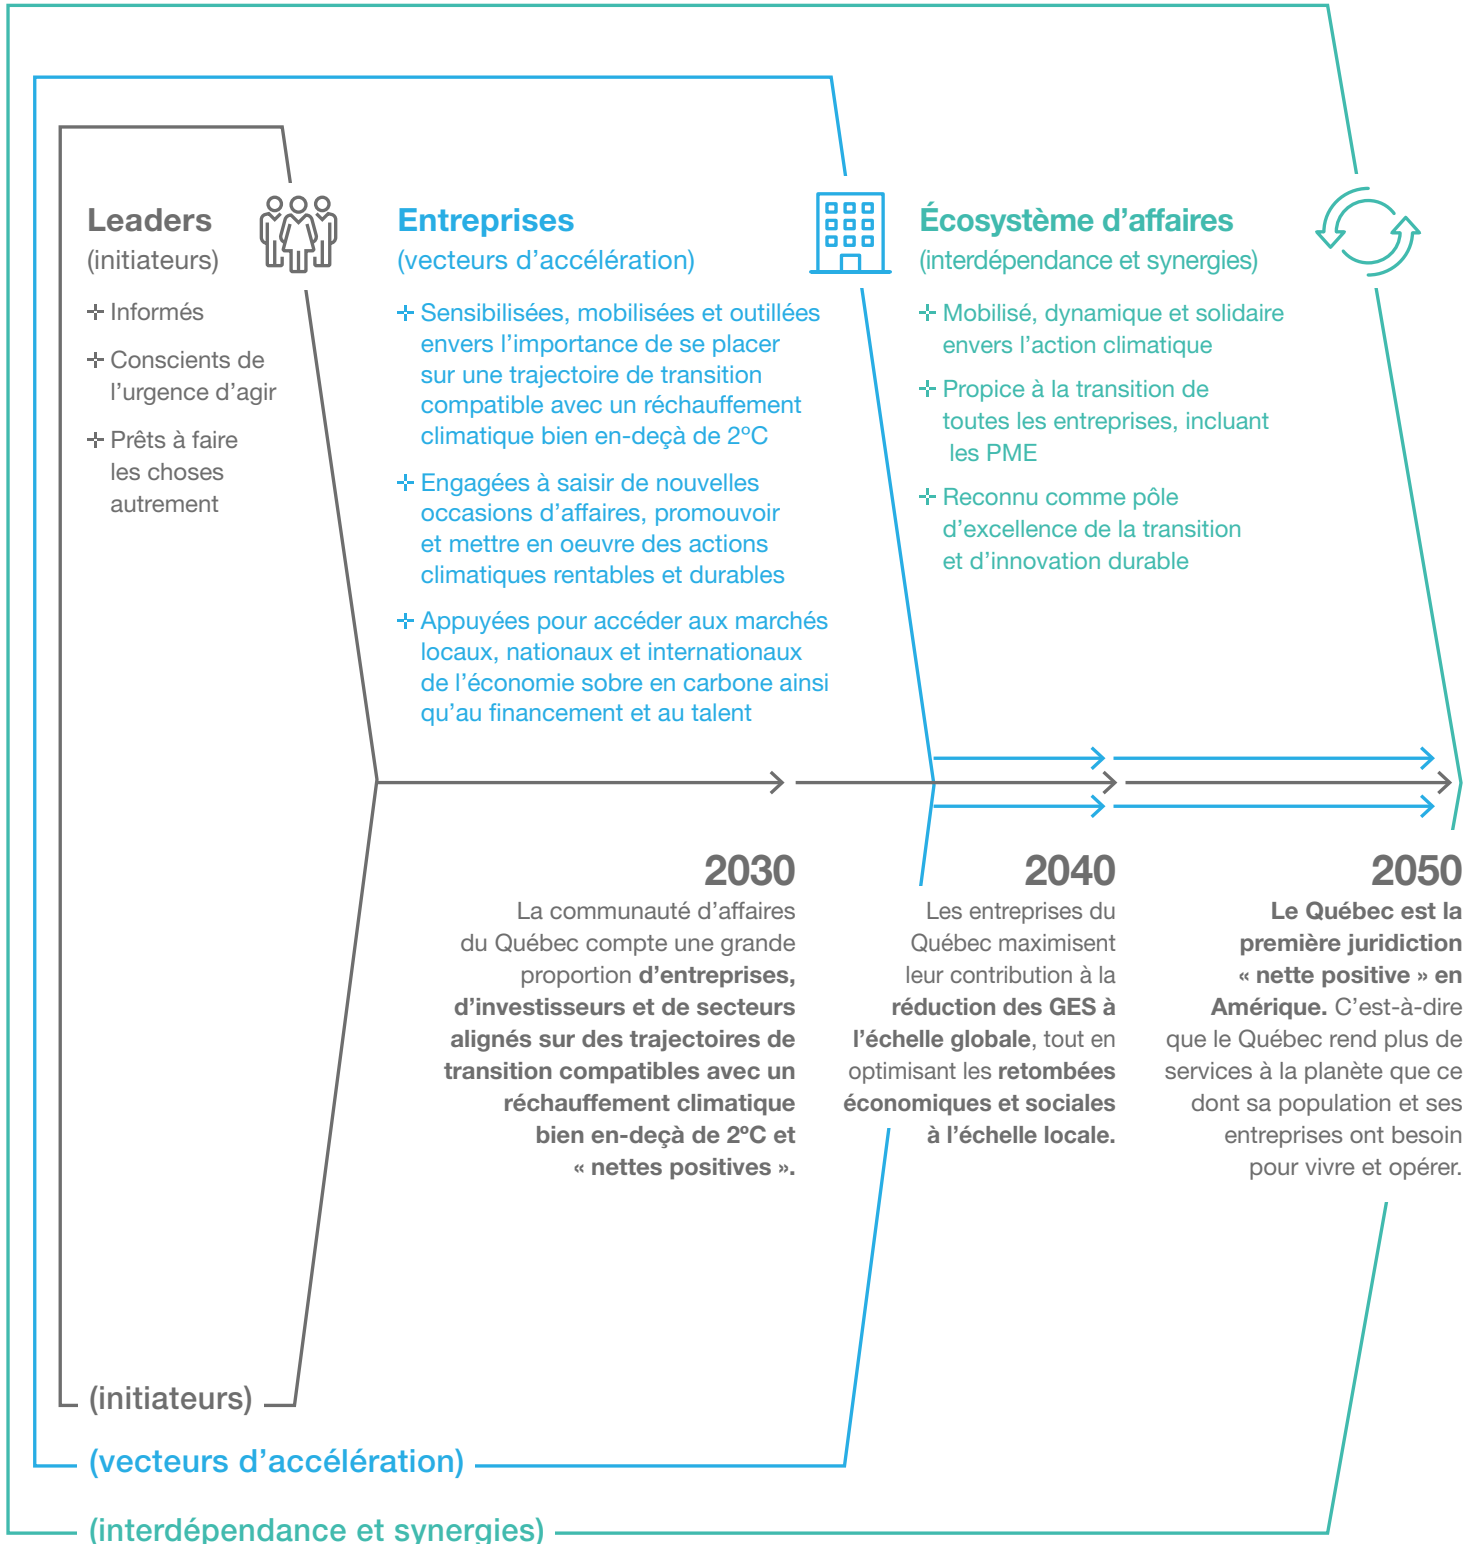 Leaders
(initiateurs)
Informés
Conscients de
l’urgence d’agir
Prêts à faire
les choses
autrement
Entreprises
(vecteurs d’accélération)
Sensibilisées, mobilisées et outillées
envers l’importance de se placer
sur une trajectoire de transition
compatible avec un réchauffement
climatique bien en-deçà de 2ºC
Engagées à saisir de nouvelles
occasions d’affaires, promouvoir
et mettre en oeuvre des actions
climatiques rentables et durables
Appuyées pour accéder aux marchés
locaux, nationaux et internationaux
de l’économie sobre en carbone ainsi
qu’au financement et au talent
Écosystème d’affaires
(interdépendance et synergies)
Mobilisé, dynamique et solidaire
envers l’action climatique
Propice à la transition de
toutes les entreprises, incluant
les PME
Reconnu comme pôle
d’excellence de la transition
et d’innovation durable
2030
La communauté d’affaires
du Québec compte une grande
proportion d’entreprises,
d’investisseurs et de secteurs
alignés sur des trajectoires de
transition compatibles avec un
réchauffement climatique
bien en-deçà de 2ºC et
« nettes positives ».
2040
Les entreprises du
Québec maximisent
leur contribution à la
réduction des GES à
l’échelle globale, tout en
optimisant les retombées
économiques et sociales
à l’échelle locale.
2050
Le Québec est la
première juridiction
« nette positive » en
Amérique. C’est-à-dire
que le Québec rend plus de
services à la planète que ce
dont sa population et ses
entreprises ont besoin
pour vivre et opérer.
(initiateurs)
(vecteurs d’accélération)
(interdépendance et synergies)